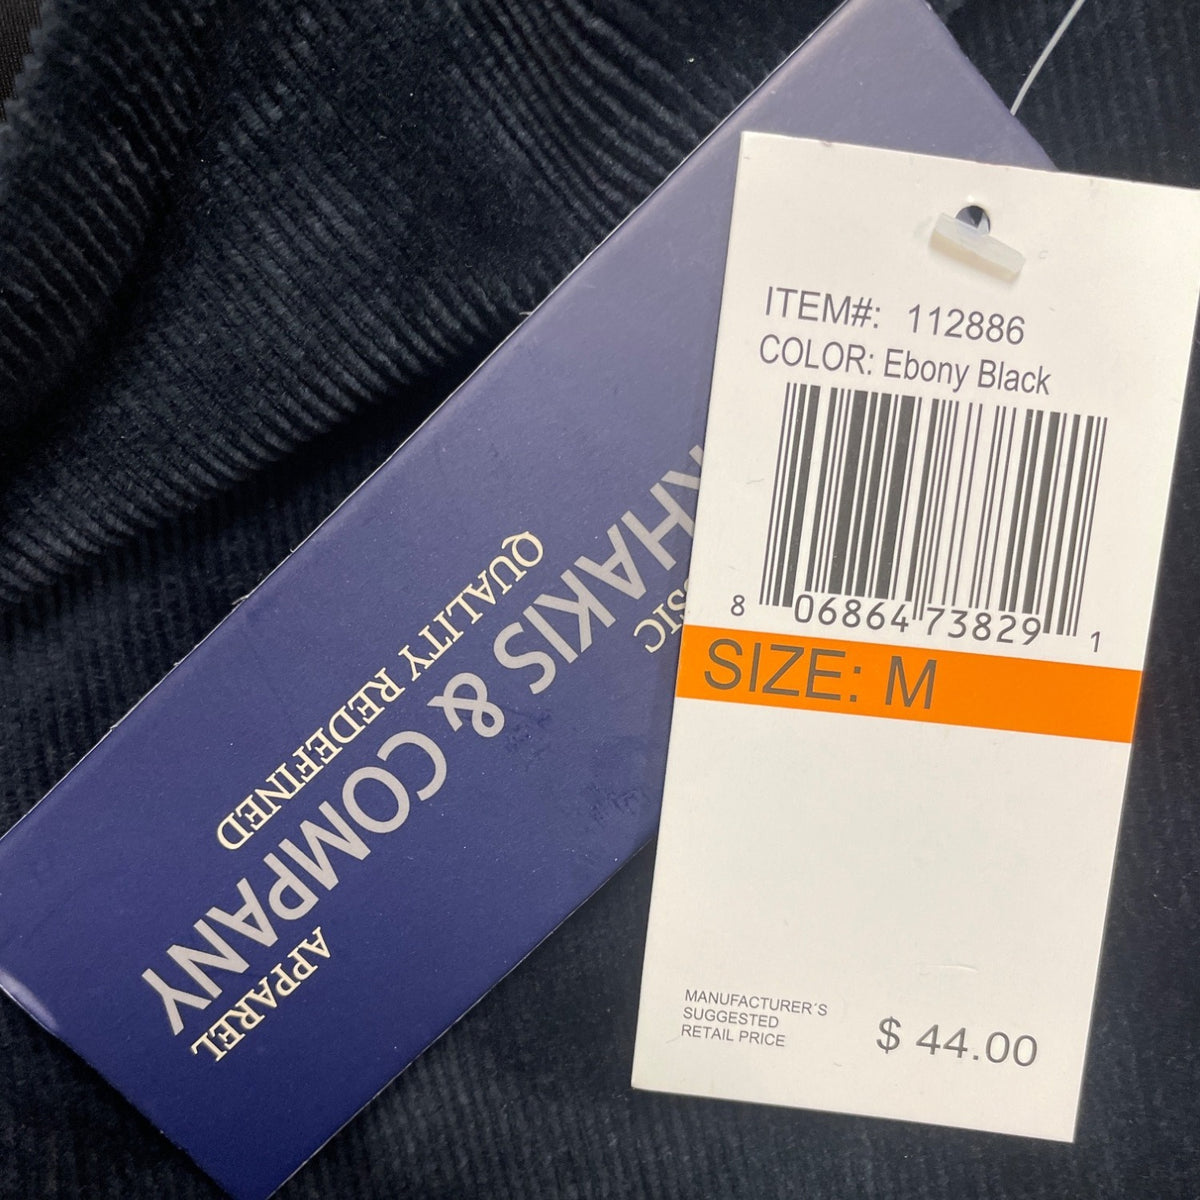 ITEM#: 112886
COLOR: Ebony Black
8 06864 73829 1
SIZE: M
MANUFACTURER´S
SUGGESTED
RETAIL PRICE
$ 44.00
KHAKIS & COMPANY
APPAREL
QUALITY REDEFINED